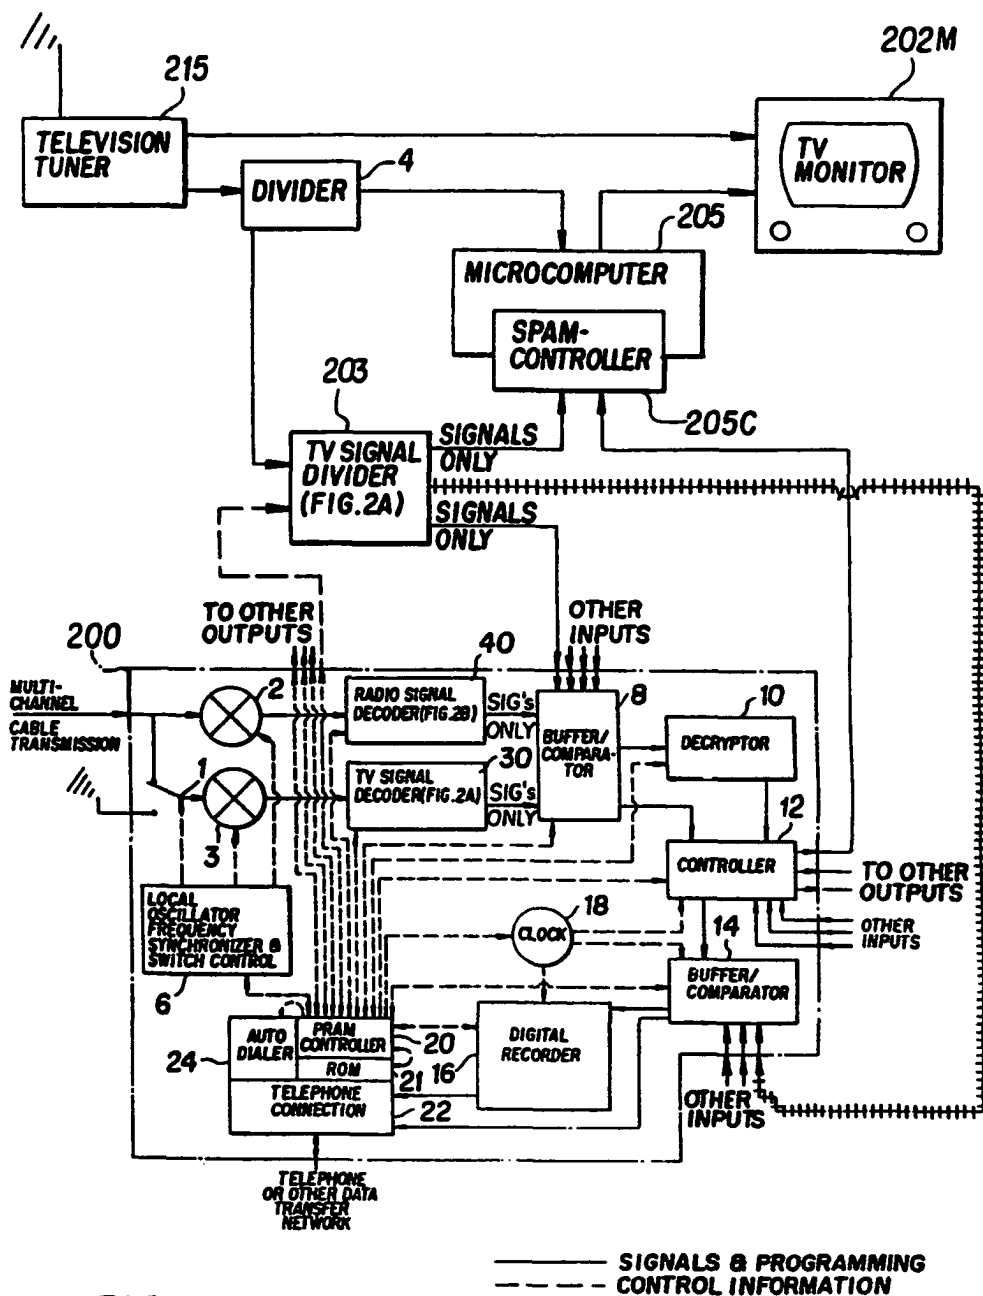 202M
215
TELEVISION
TUNER
4
DIVIDER
TV
MONITOR
205
MICROCOMPUTER
SPAM-
CONTROLLER
205C
203
TV SIGNAL
DIVIDER
(FIG.2A)
SIGNALS
ONLY
SIGNALS
ONLY
TO OTHER
OUTPUTS
OTHER
INPUTS
200
MULTI-
CHANNEL
CABLE
TRANSMISSION
2
40
RADIO SIGNAL
DECODER(FIG.2B)
SIG's
ONLY
8
BUFFER/
COMPARA-
TOR
10
DECRYPTOR
1
3
30
TV SIGNAL
DECODER(FIG.2A)
SIG's
ONLY
12
CONTROLLER
TO OTHER
OUTPUTS
OTHER
INPUTS
LOCAL
OSCILLATOR
FREQUENCY
SYNCHRONIZER &
SWITCH CONTROL
6
18
CLOCK
14
BUFFER/
COMPARATOR
AUTO
DIALER
24
PRAM
CONTROLLER
20
ROM
21
16
DIGITAL
RECORDER
TELEPHONE
CONNECTION
22
OTHER
INPUTS
TELEPHONE
OR OTHER DATA
TRANSFER
NETWORK
SIGNALS & PROGRAMMING
CONTROL INFORMATION